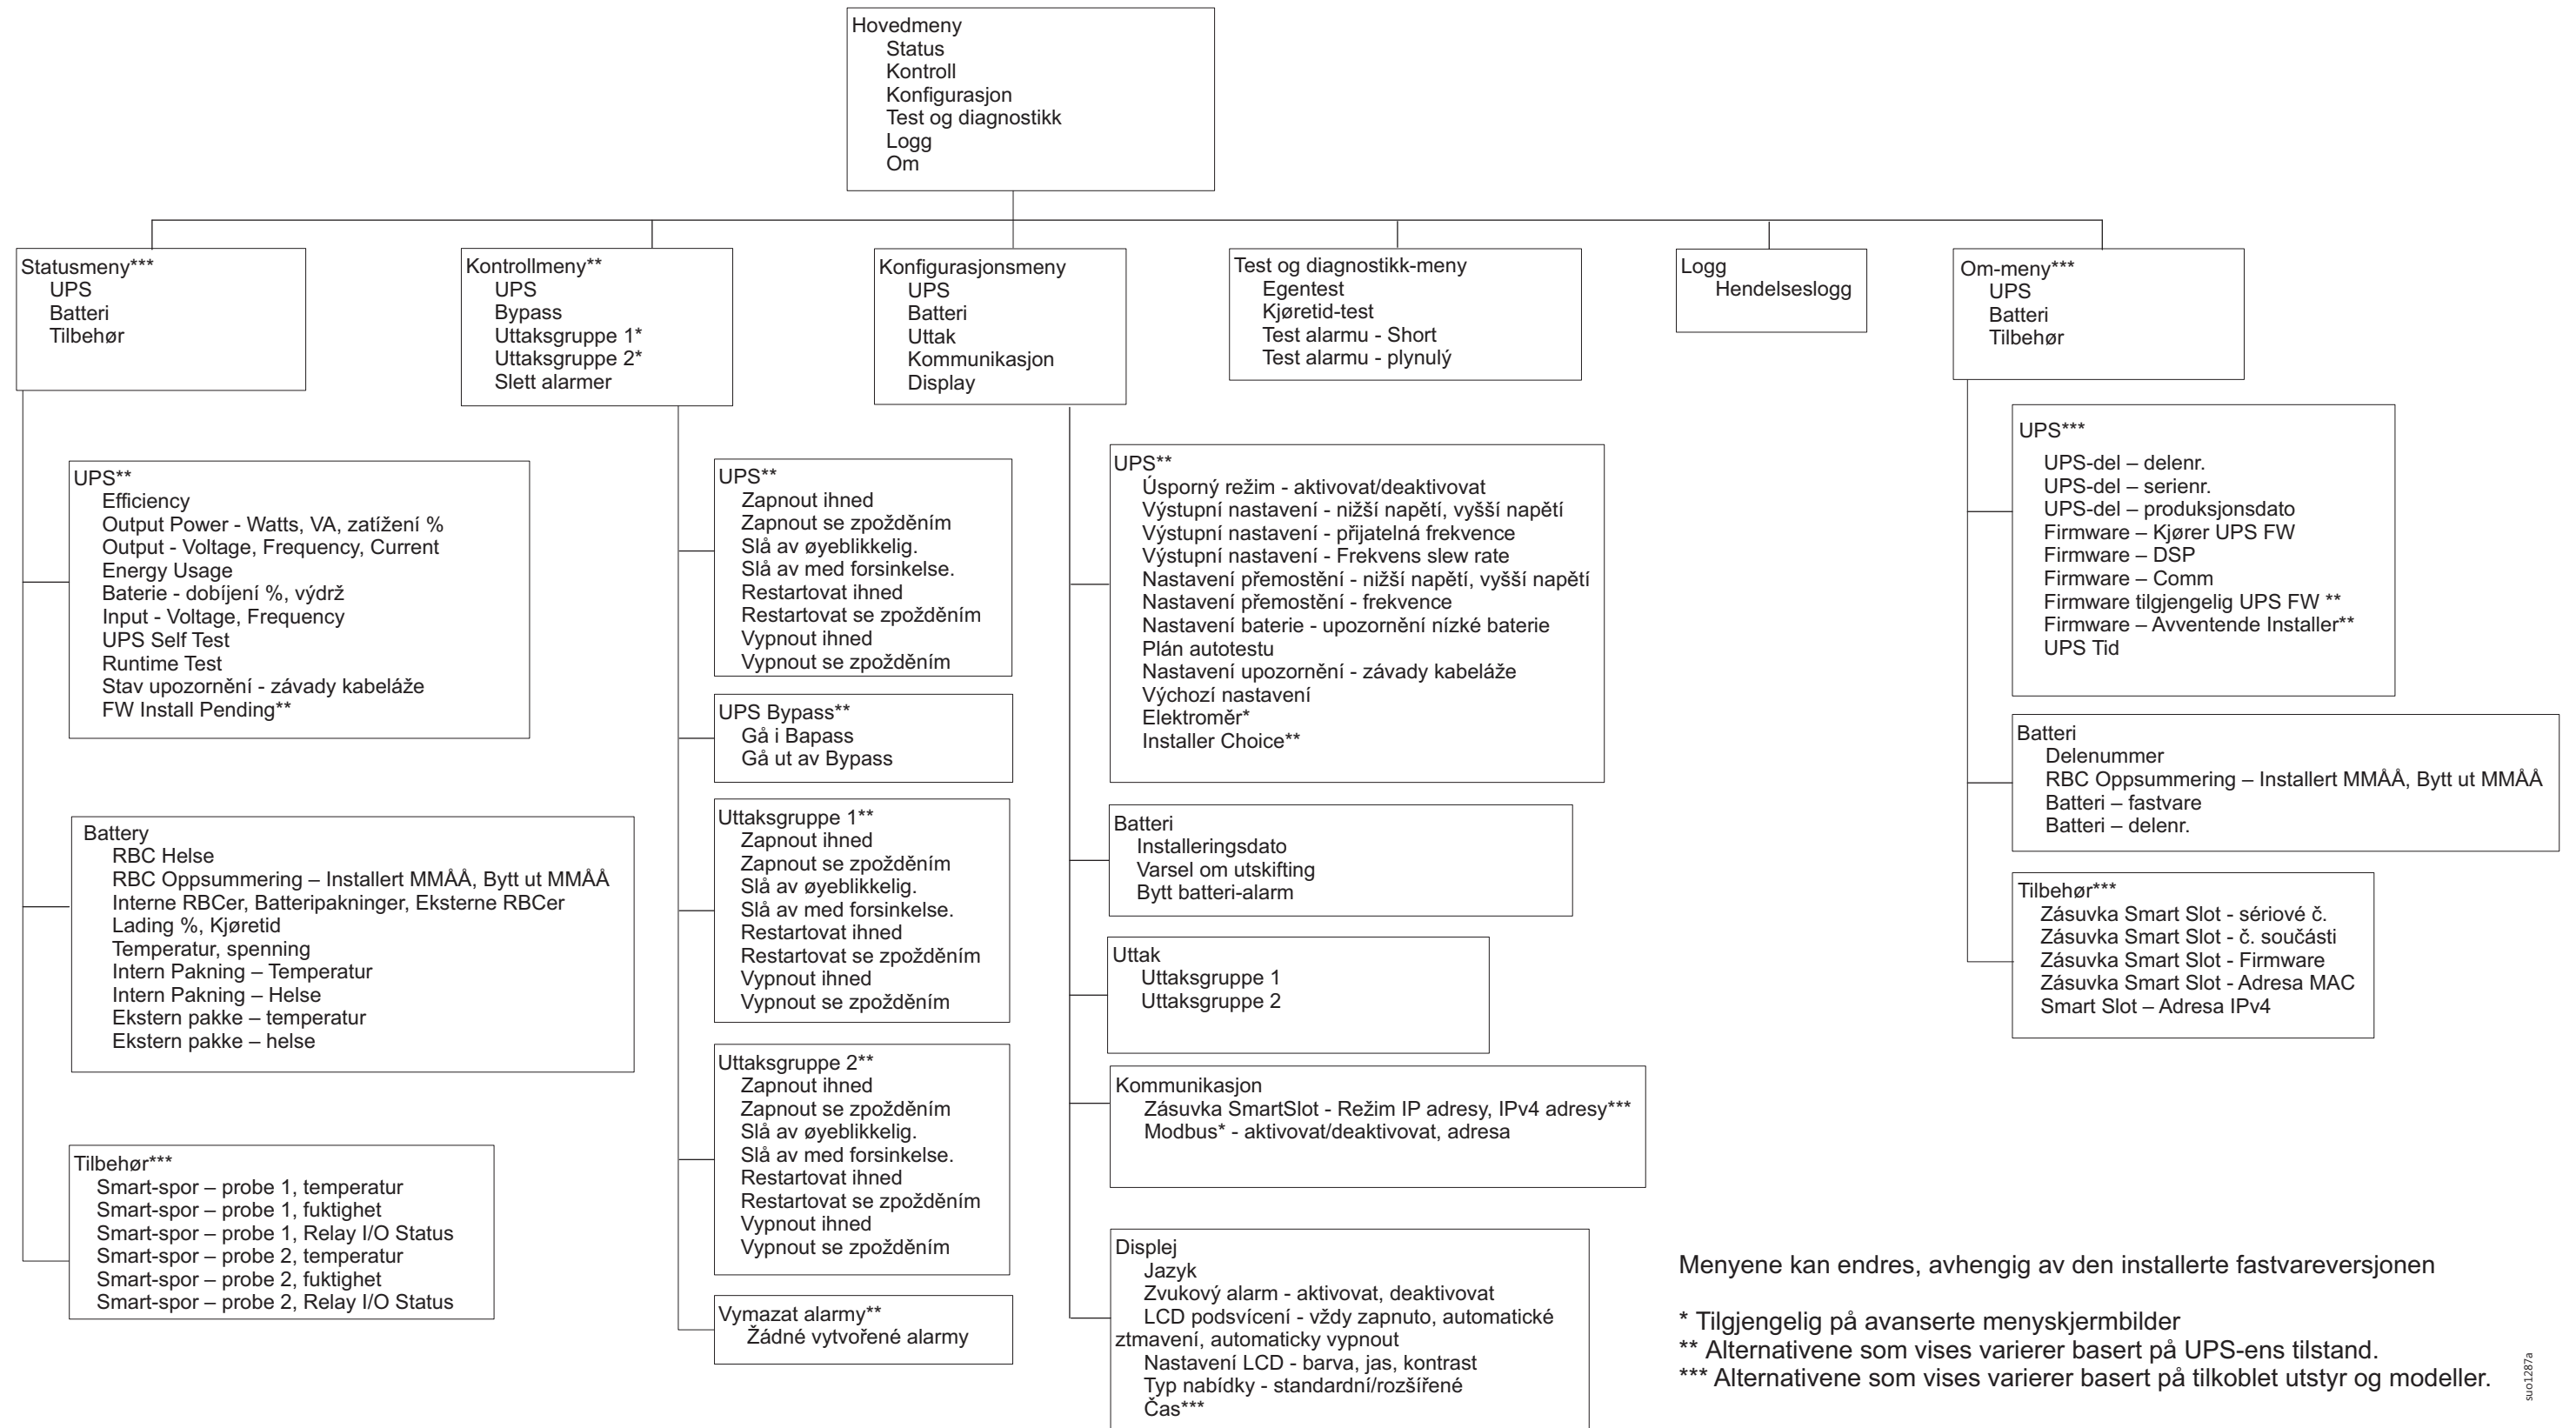 Hovedmeny
Status
Kontroll
Konfigurasjon
Test og diagnostikk
Logg
Om
Statusmeny***
UPS
Batteri
Tilbehør
Kontrollmeny**
UPS
Bypass
Uttaksgruppe 1*
Uttaksgruppe 2*
Slett alarmer
Konfigurasjonsmeny
UPS
Batteri
Uttak
Kommunikasjon
Display
Test og diagnostikk-meny
Egentest
Kjøretid-test
Test alarmu - Short
Test alarmu - plynulý
Logg
Hendelseslogg
Om-meny***
UPS
Batteri
Tilbehør
UPS**
Efficiency
Output Power - Watts, VA, zatížení %
Output - Voltage, Frequency, Current
Energy Usage
Baterie - dobíjení %, výdrž
Input - Voltage, Frequency
UPS Self Test
Runtime Test
Stav upozornění - závady kabeláže
FW Install Pending**
Battery
RBC Helse
RBC Oppsummering – Installert MMÅÅ, Bytt ut MMÅÅ
Interne RBCer, Batteripakninger, Eksterne RBCer
Lading %, Kjøretid
Temperatur, spenning
Intern Pakning – Temperatur
Intern Pakning – Helse
Ekstern pakke – temperatur
Ekstern pakke – helse
Tilbehør***
Smart-spor – probe 1, temperatur
Smart-spor – probe 1, fuktighet
Smart-spor – probe 1, Relay I/O Status
Smart-spor – probe 2, temperatur
Smart-spor – probe 2, fuktighet
Smart-spor – probe 2, Relay I/O Status
UPS**
Zapnout ihned
Zapnout se zpožděním
Slå av øyeblikkelig.
Slå av med forsinkelse.
Restartovat ihned
Restartovat se zpožděním
Vypnout ihned
Vypnout se zpožděním
UPS Bypass**
Gå i Bapass
Gå ut av Bypass
Uttaksgruppe 1**
Zapnout ihned
Zapnout se zpožděním
Slå av øyeblikkelig.
Slå av med forsinkelse.
Restartovat ihned
Restartovat se zpožděním
Vypnout ihned
Vypnout se zpožděním
Uttaksgruppe 2**
Zapnout ihned
Zapnout se zpožděním
Slå av øyeblikkelig.
Slå av med forsinkelse.
Restartovat ihned
Restartovat se zpožděním
Vypnout ihned
Vypnout se zpožděním
Vymazat alarmy**
Žádné vytvořené alarmy
UPS**
Úsporný režim - aktivovat/deaktivovat
Výstupní nastavení - nižší napětí, vyšší napětí
Výstupní nastavení - přijatelná frekvence
Výstupní nastavení - Frekvens slew rate
Nastavení přemostění - nižší napětí, vyšší napětí
Nastavení přemostění - frekvence
Nastavení baterie - upozornění nízké baterie
Plán autotestu
Nastavení upozornění - závady kabeláže
Výchozí nastavení
Elektroměr*
Installer Choice**
Batteri
Installeringsdato
Varsel om utskifting
Bytt batteri-alarm
Uttak
Uttaksgruppe 1
Uttaksgruppe 2
Kommunikasjon
Zásuvka SmartSlot - Režim IP adresy, IPv4 adresy***
Modbus* - aktivovat/deaktivovat, adresa
Displej
Jazyk
Zvukový alarm - aktivovat, deaktivovat
LCD podsvícení - vždy zapnuto, automatické
ztmavení, automaticky vypnout
Nastavení LCD - barva, jas, kontrast
Typ nabídky - standardní/rozšířené
Čas***
UPS***
UPS-del – delenr.
UPS-del – serienr.
UPS-del – produksjonsdato
Firmware – Kjører UPS FW
Firmware – DSP
Firmware – Comm
Firmware tilgjengelig UPS FW **
Firmware – Avventende Installer**
UPS Tid
Batteri
Delenummer
RBC Oppsummering – Installert MMÅÅ, Bytt ut MMÅÅ
Batteri – fastvare
Batteri – delenr.
Tilbehør***
Zásuvka Smart Slot - sériové č.
Zásuvka Smart Slot - č. součásti
Zásuvka Smart Slot - Firmware
Zásuvka Smart Slot - Adresa MAC
Smart Slot – Adresa IPv4
Menyene kan endres, avhengig av den installerte fastvareversjonen
* Tilgjengelig på avanserte menyskjermbilder
** Alternativene som vises varierer basert på UPS-ens tilstand.
*** Alternativene som vises varierer basert på tilkoblet utstyr og modeller.
suo1287a